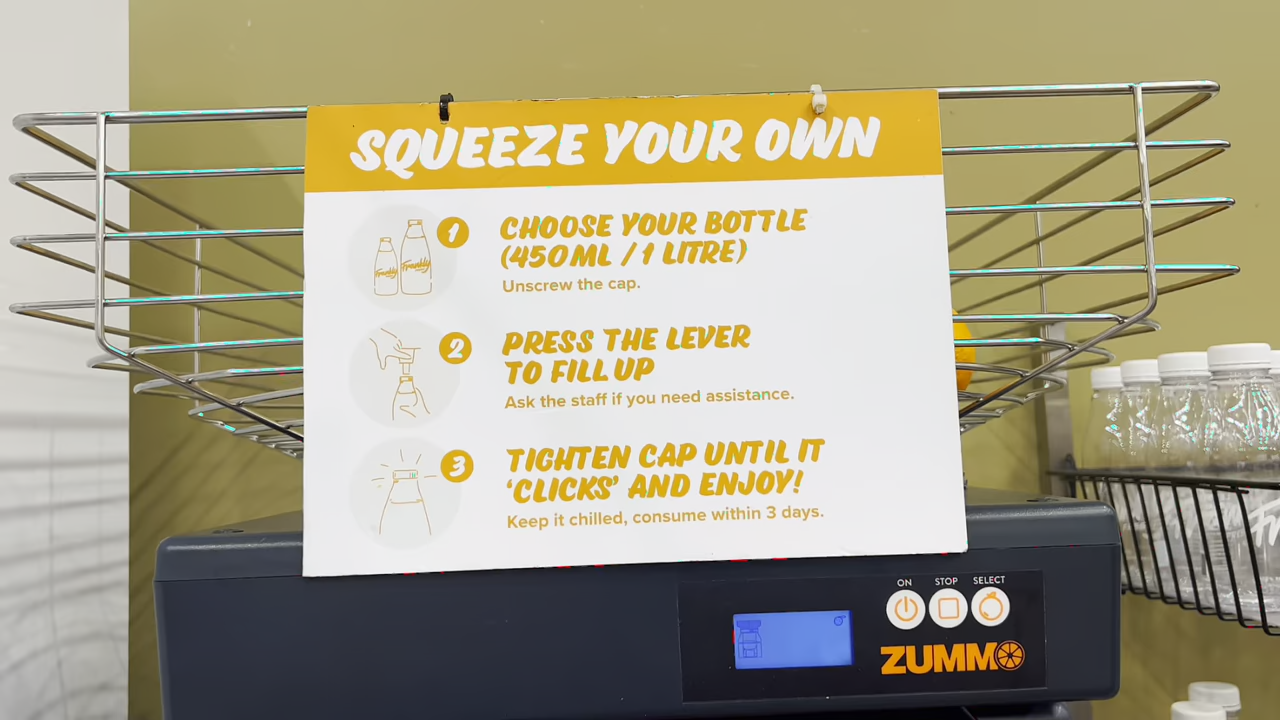 SQUEEZE YOUR OWN
1
CHOOSE YOUR BOTTLE
(450ML / 1 LITRE)
Unscrew the cap.
Frankly
Frankly
2
PRESS THE LEVER
TO FILL UP
Ask the staff if you need assistance.
3
TIGHTEN CAP UNTIL IT
‘CLICKS’ AND ENJOY!
Keep it chilled, consume within 3 days.
ON STOP SELECT
ZUMMO